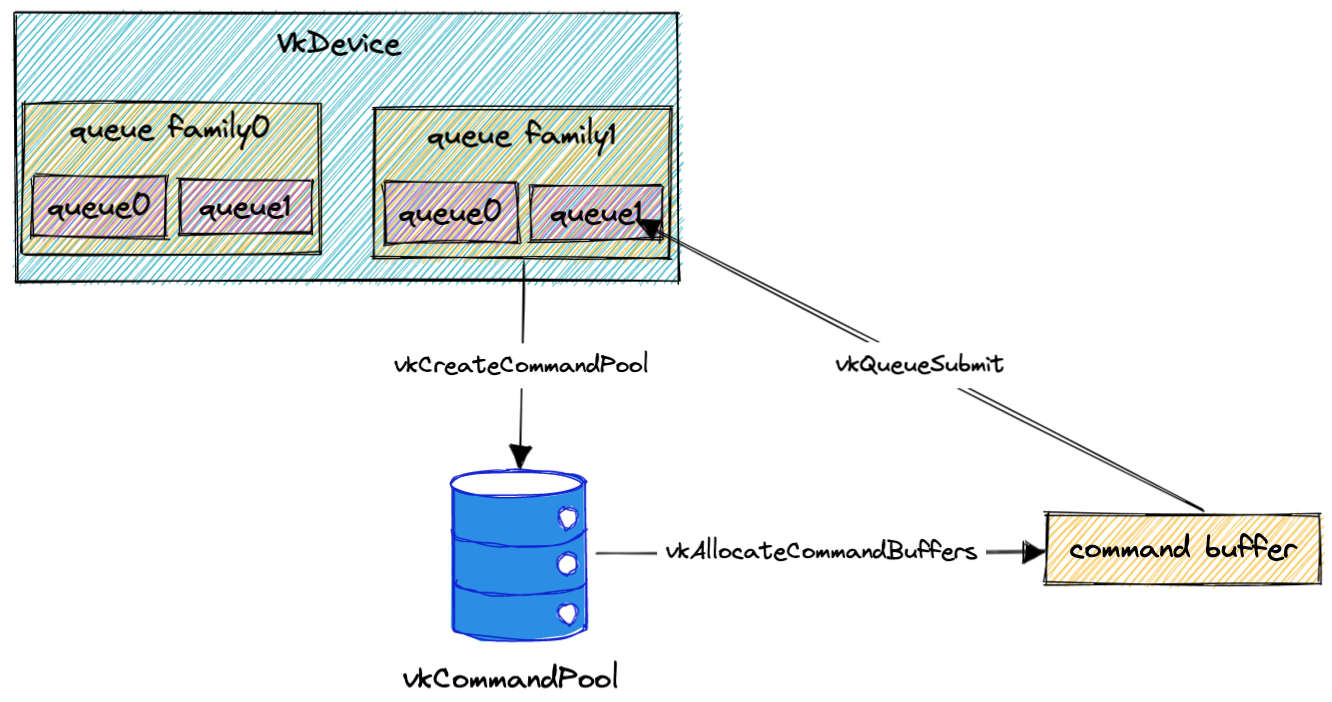 VkDevice
queue family0
queue family1
queue0
queue1
queue0
queue1
vkCreateCommandPool
vkQueueSubmit
vkAllocateCommandBuffers
command buffer
vkCommandPool